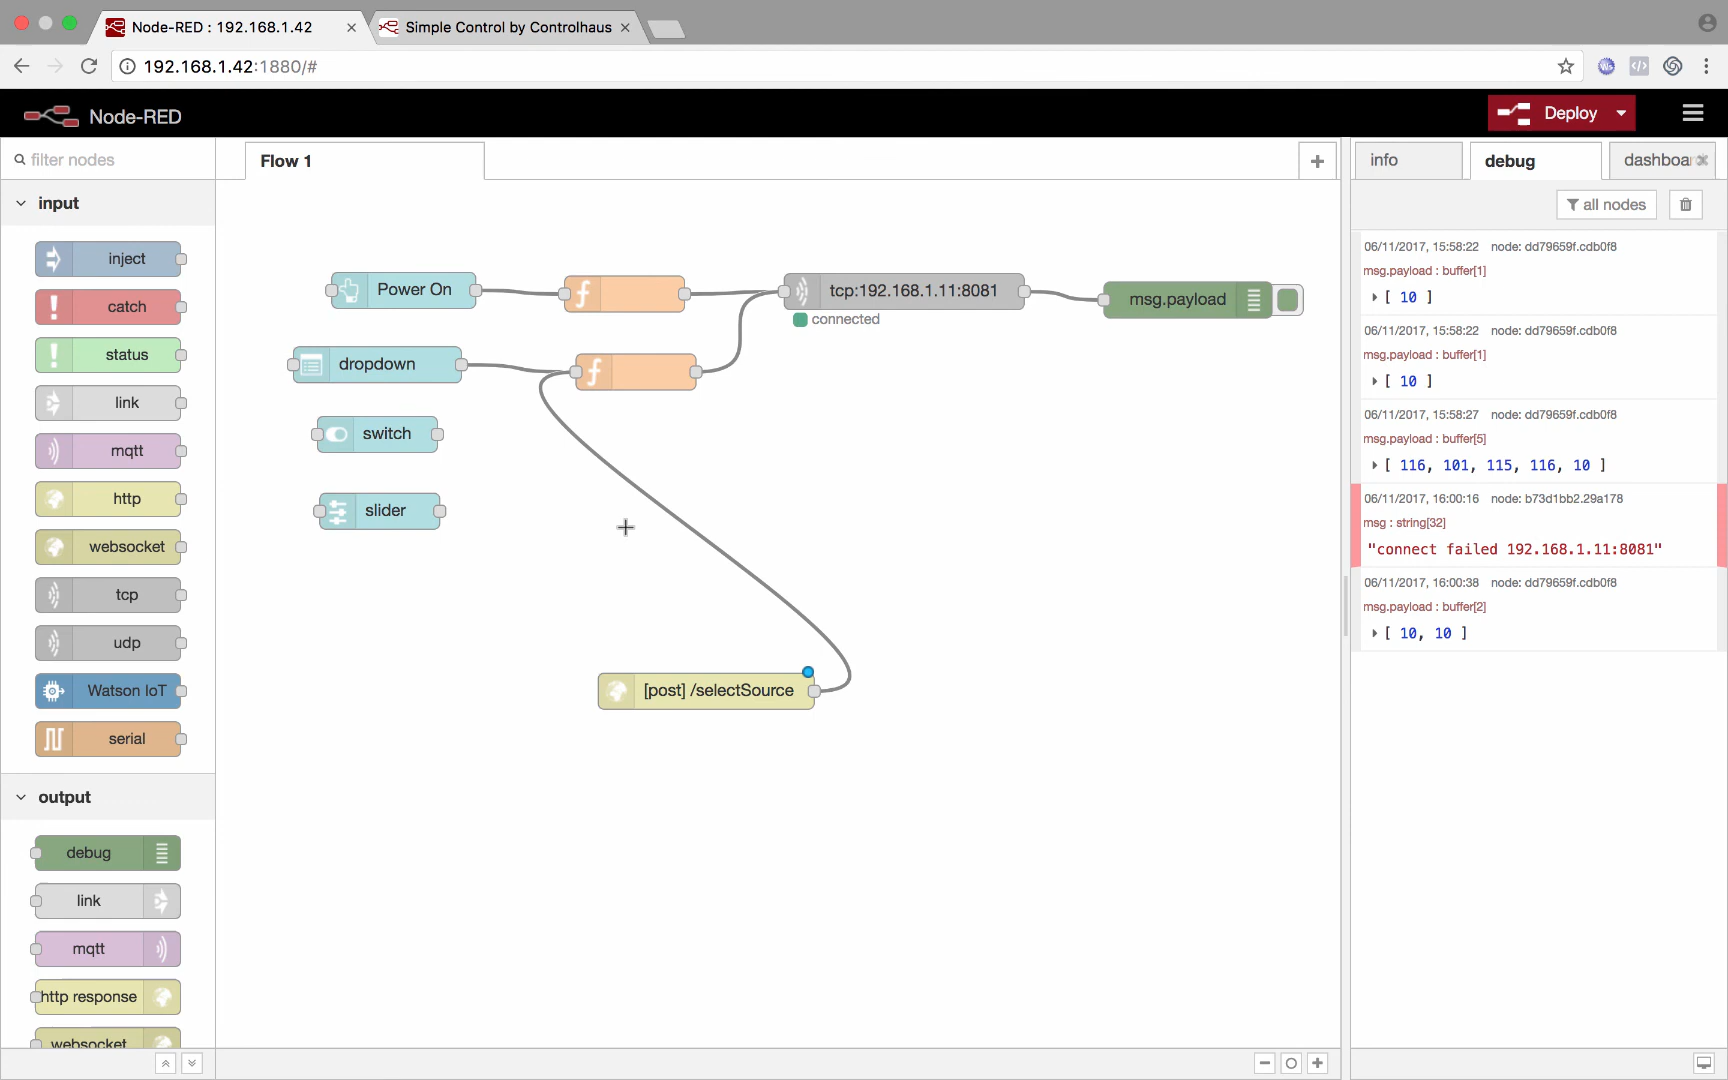 Node-RED : 192.168.1.42
Simple Control by Controlhaus
192.168.1.42:1880/#
Node-RED
Deploy
filter nodes
Flow 1
info
debug
dashboa
input
all nodes
inject
catch
status
link
mqtt
http
websocket
tcp
udp
Watson IoT
serial
output
debug
link
mqtt
http response
websocket
Power On
tcp:192.168.1.11:8081
connected
msg.payload
dropdown
switch
slider
[post] /selectSource
06/11/2017, 15:58:22 node: dd79659f.cdb0f8
msg.payload : buffer[1]
[ 10 ]
06/11/2017, 15:58:22 node: dd79659f.cdb0f8
msg.payload : buffer[1]
[ 10 ]
06/11/2017, 15:58:27 node: dd79659f.cdb0f8
msg.payload : buffer[5]
[ 116, 101, 115, 116, 10 ]
06/11/2017, 16:00:16 node: b73d1bb2.29a178
msg : string[32]
"connect failed 192.168.1.11:8081"
06/11/2017, 16:00:38 node: dd79659f.cdb0f8
msg.payload : buffer[2]
[ 10, 10 ]